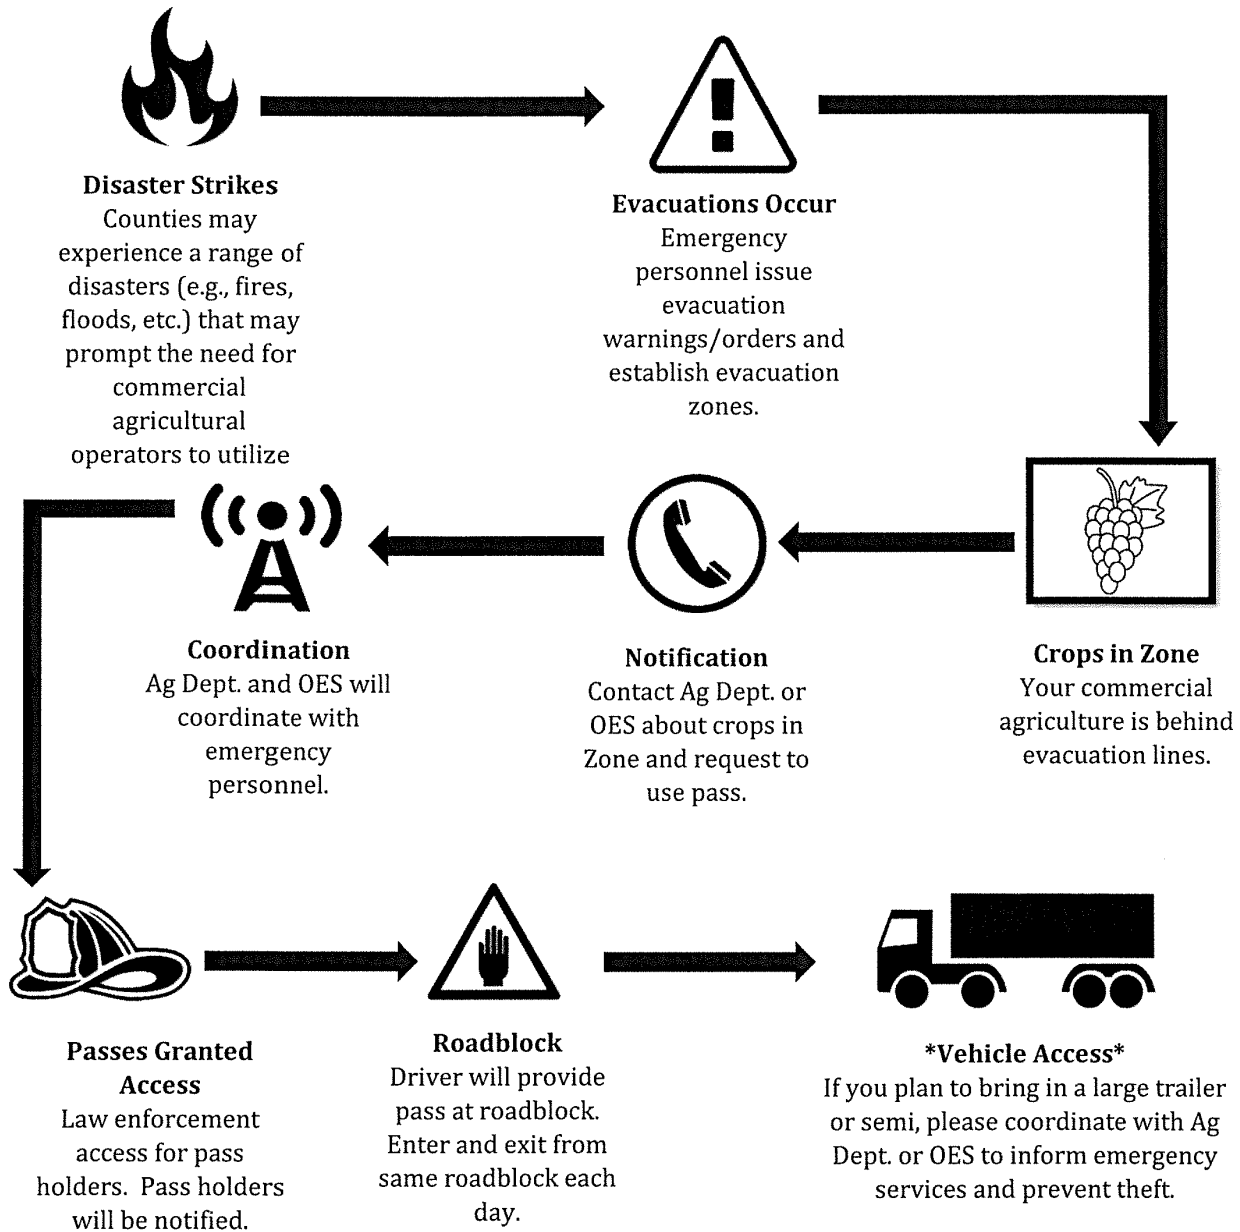 Disaster Strikes
Counties may
experience a range of
disasters (e.g., fires,
floods, etc.) that may
prompt the need for
commercial
agricultural
operators to utilize
Evacuations Occur
Emergency
personnel issue
evacuation
warnings/orders and
establish evacuation
zones.
Crops in Zone
Your commercial
agriculture is behind
evacuation lines.
Notification
Contact Ag Dept. or
OES about crops in
Zone and request to
use pass.
Coordination
Ag Dept. and OES will
coordinate with
emergency
personnel.
Passes Granted
Access
Law enforcement
access for pass
holders.  Pass holders
will be notified.
Roadblock
Driver will provide
pass at roadblock.
Enter and exit from
same roadblock each
day.
*Vehicle Access*
If you plan to bring in a large trailer
or semi, please coordinate with Ag
Dept. or OES to inform emergency
services and prevent theft.